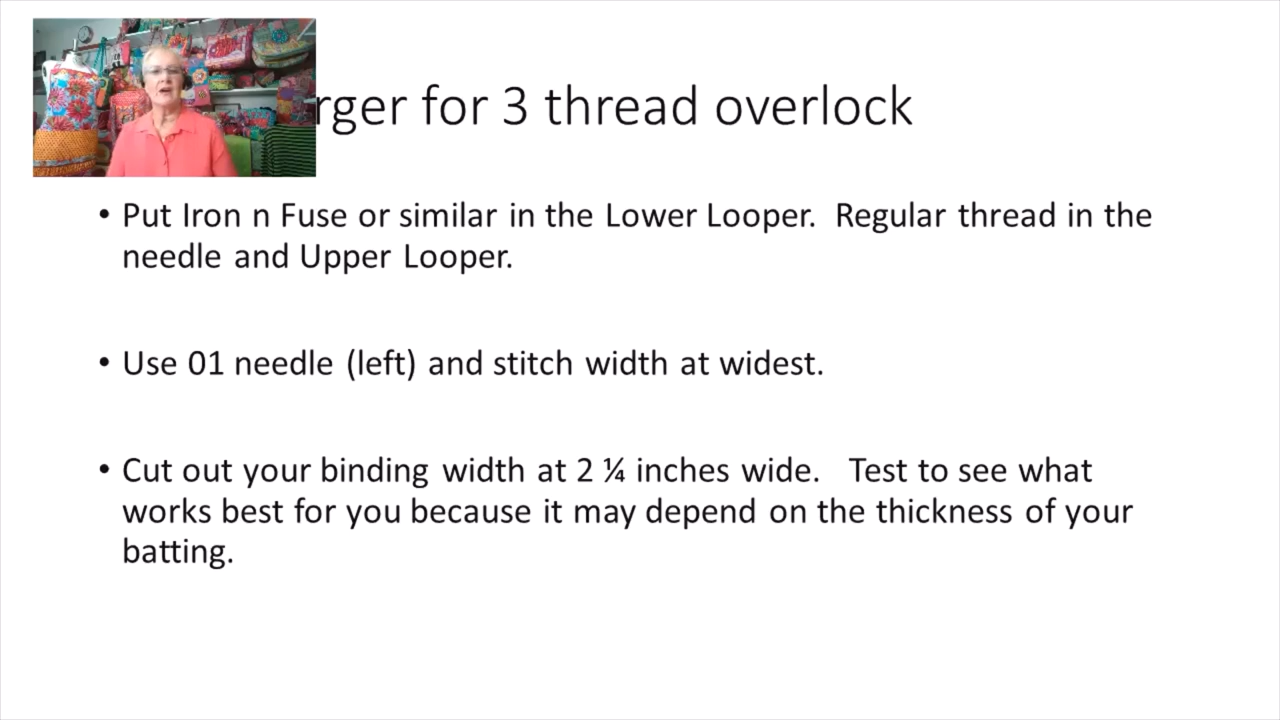 rger for 3 thread overlock
• Put Iron n Fuse or similar in the Lower Looper.  Regular thread in the
needle and Upper Looper.
• Use 01 needle (left) and stitch width at widest.
• Cut out your binding width at 2 ¼ inches wide.   Test to see what
works best for you because it may depend on the thickness of your
batting.